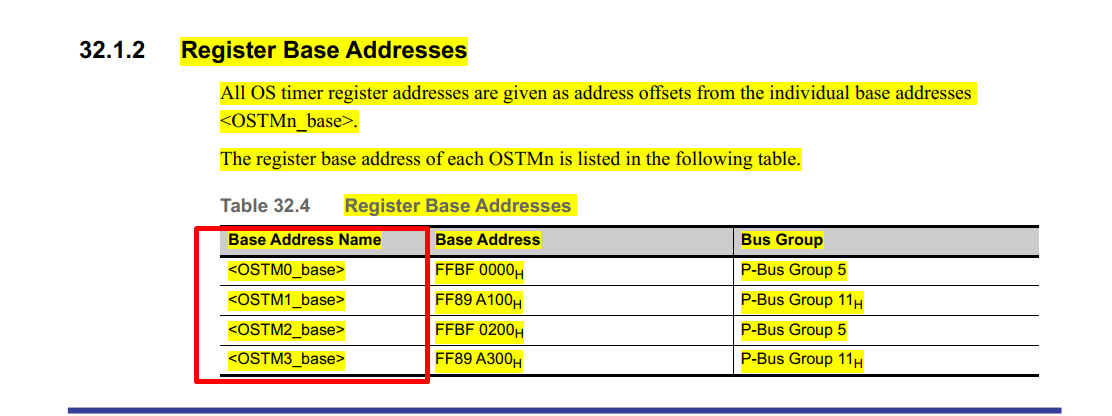 32.1.2 Register Base Addresses
All OS timer register addresses are given as address offsets from the individual base addresses
<OSTMn_base>.
The register base address of each OSTMn is listed in the following table.
Table 32.4 Register Base Addresses
Base Address Name Base Address Bus Group
<OSTM0_base> FFBF 0000H P-Bus Group 5
<OSTM1_base> FF89 A100H P-Bus Group 11H
<OSTM2_base> FFBF 0200H P-Bus Group 5
<OSTM3_base> FF89 A300H P-Bus Group 11H